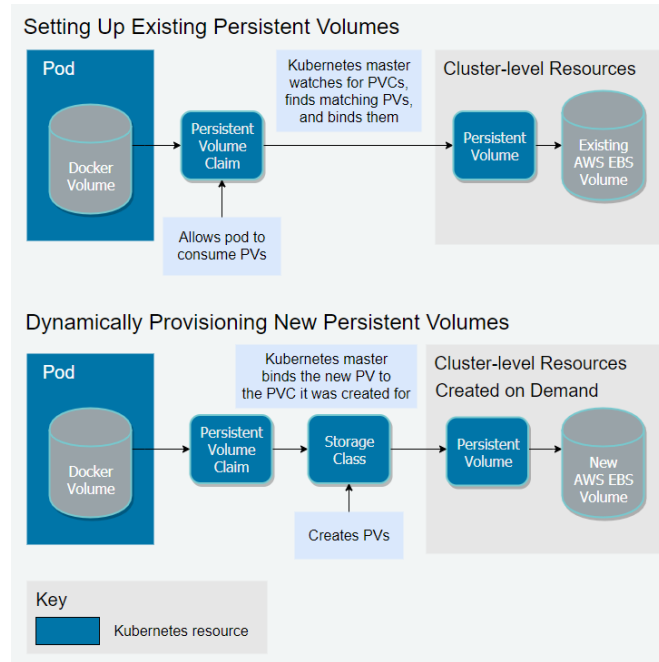 Setting Up Existing Persistent Volumes
Pod
Docker
Volume
Persistent
Volume
Claim
Kubernetes master
watches for PVCs,
finds matching PVs,
and binds them
Allows pod to
consume PVs
Cluster-level Resources
Persistent
Volume
Existing
AWS EBS
Volume
Dynamically Provisioning New Persistent Volumes
Pod
Docker
Volume
Persistent
Volume
Claim
Kubernetes master
binds the new PV to
the PVC it was created for
Storage
Class
Creates PVs
Cluster-level Resources
Created on Demand
Persistent
Volume
New
AWS EBS
Volume
Key
Kubernetes resource